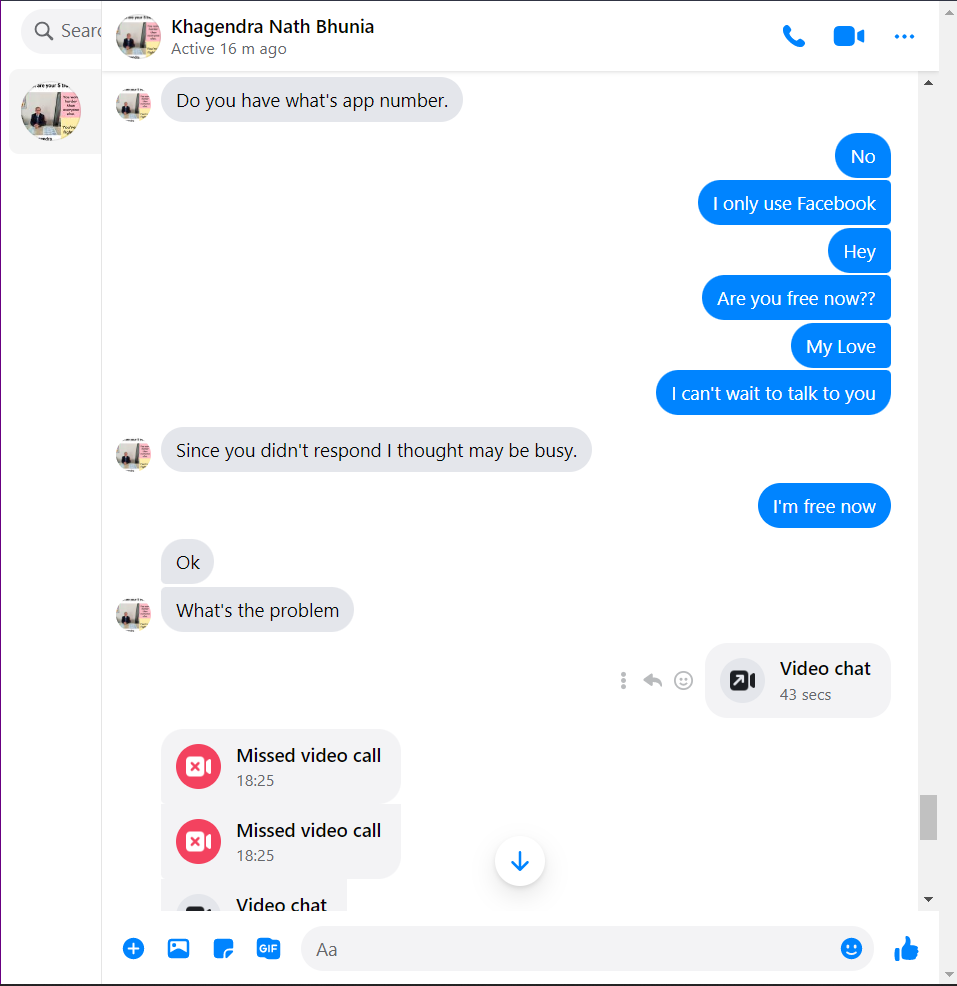 Searc
Khagendra Nath Bhunia
Active 16 m ago
Do you have what's app number.
No
I only use Facebook
Hey
Are you free now??
My Love
I can't wait to talk to you
Since you didn't respond I thought may be busy.
I'm free now
Ok
What's the problem
Video chat
43 secs
Missed video call
18:25
Missed video call
18:25
Video chat
GIF
Aa